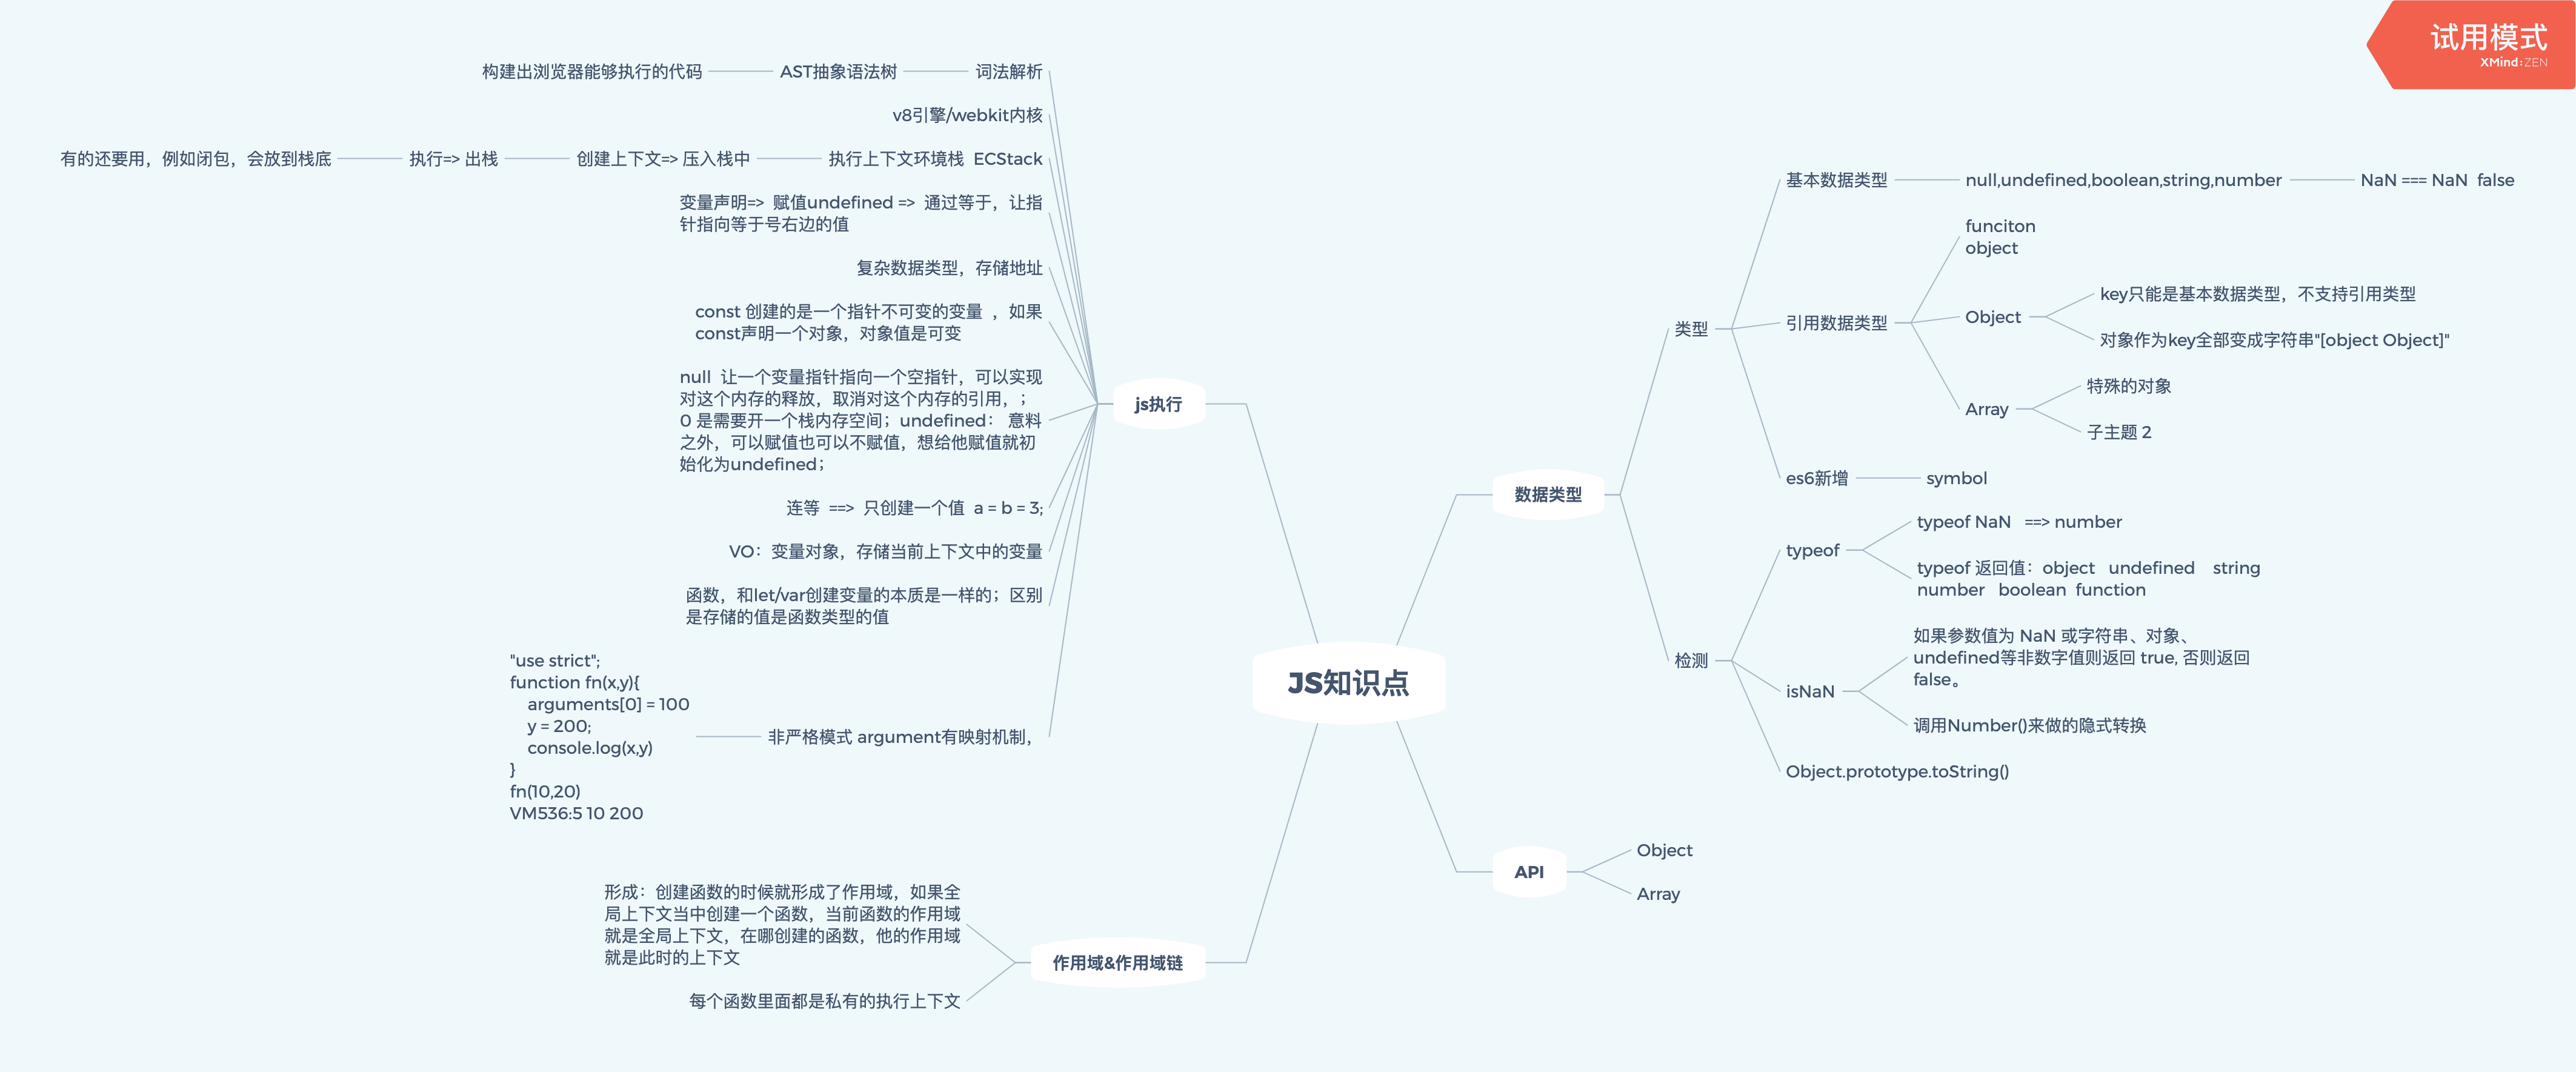 试用模式
XMind:ZEN
JS知识点
数据类型
类型
基本数据类型
null,undefined,boolean,string,number
NaN === NaN  false
引用数据类型
funciton
object
Object
key只能是基本数据类型，不支持引用类型
对象作为key全部变成字符串"[object Object]"
Array
特殊的对象
子主题 2
es6新增
symbol
检测
typeof
typeof NaN   ==> number
typeof 返回值：object   undefined    string
number   boolean  function
isNaN
如果参数值为 NaN 或字符串、对象、
undefined等非数字值则返回 true, 否则返回
false。
调用Number()来做的隐式转换
Object.prototype.toString()
API
Object
Array
js执行
词法解析
AST抽象语法树
构建出浏览器能够执行的代码
v8引擎/webkit内核
执行上下文环境栈  ECStack
创建上下文=> 压入栈中
执行=> 出栈
有的还要用，例如闭包，会放到栈底
变量声明=>  赋值undefined =>  通过等于，让指
针指向等于号右边的值
复杂数据类型，存储地址
const 创建的是一个指针不可变的变量 ，如果
const声明一个对象，对象值是可变
null  让一个变量指针指向一个空指针，可以实现
对这个内存的释放，取消对这个内存的引用，；
0 是需要开一个栈内存空间；undefined： 意料
之外，可以赋值也可以不赋值，想给他赋值就初
始化为undefined；
连等  ==>  只创建一个值  a = b = 3;
VO：变量对象，存储当前上下文中的变量
函数，和let/var创建变量的本质是一样的；区别
是存储的值是函数类型的值
非严格模式 argument有映射机制，
"use strict";
function fn(x,y){
    arguments[0] = 100
    y = 200;
    console.log(x,y)
}
fn(10,20)
VM536:5 10 200
作用域&作用域链
形成：创建函数的时候就形成了作用域，如果全
局上下文当中创建一个函数，当前函数的作用域
就是全局上下文，在哪创建的函数，他的作用域
就是此时的上下文
每个函数里面都是私有的执行上下文